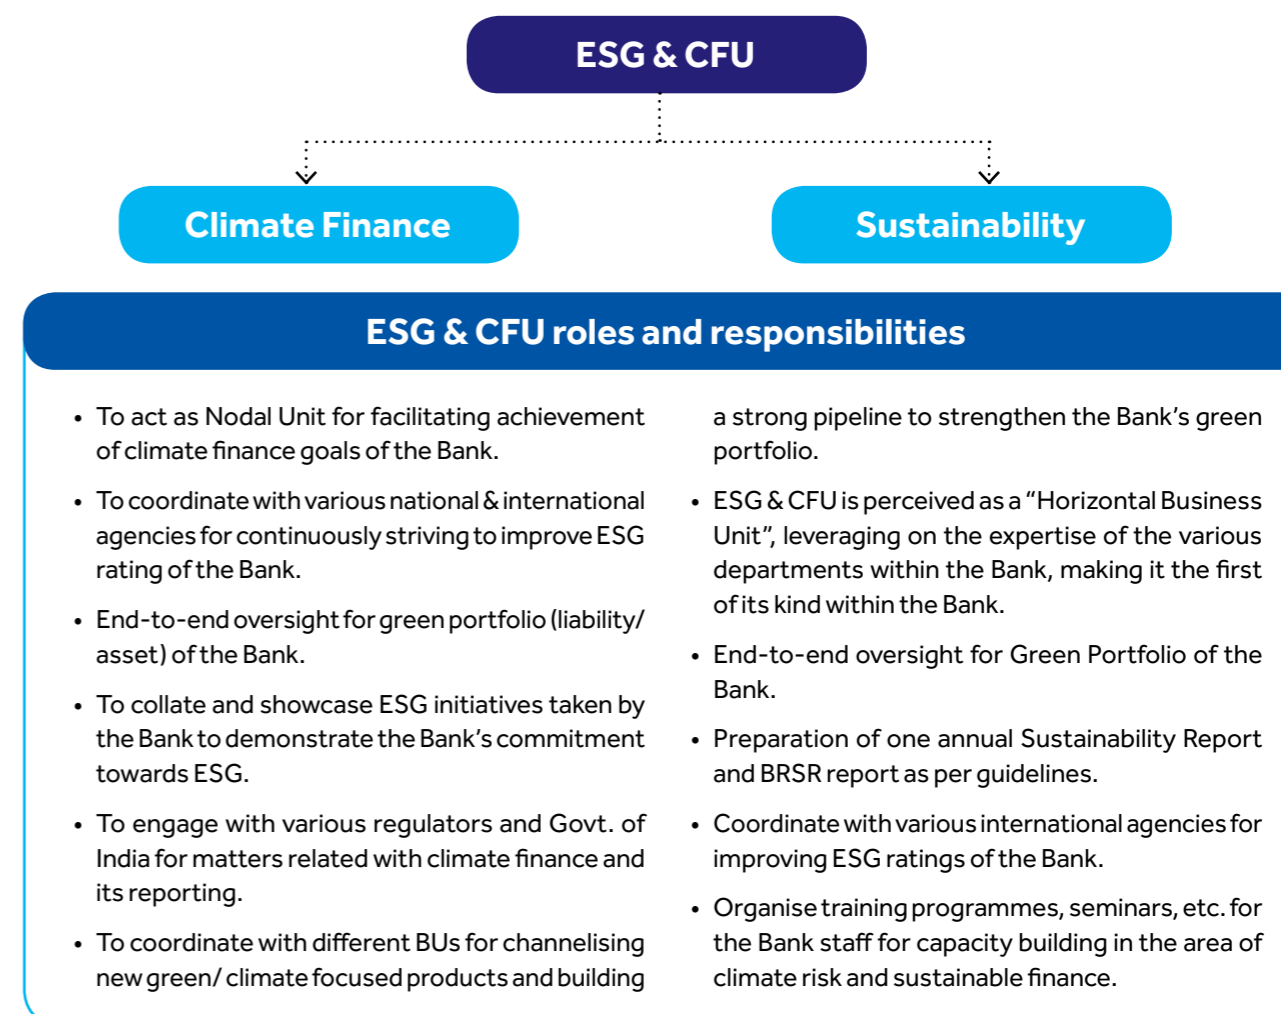 ESG & CFU
Climate Finance
Sustainability
ESG & CFU roles and responsibilities
• To act as Nodal Unit for facilitating achievement
of climate finance goals of the Bank.
• To coordinate with various national & international
agencies for continuously striving to improve ESG
rating of the Bank.
• End-to-end oversight for green portfolio (liability/
asset) of the Bank.
• To collate and showcase ESG initiatives taken by
the Bank to demonstrate the Bank’s commitment
towards ESG.
• To engage with various regulators and Govt. of
India for matters related with climate finance and
its reporting.
• To coordinate with different BUs for channelising
new green/ climate focused products and building
a strong pipeline to strengthen the Bank’s green
portfolio.
• ESG & CFU is perceived as a “Horizontal Business
Unit”, leveraging on the expertise of the various
departments within the Bank, making it the first
of its kind within the Bank.
• End-to-end oversight for Green Portfolio of the
Bank.
• Preparation of one annual Sustainability Report
and BRSR report as per guidelines.
• Coordinate with various international agencies for
improving ESG ratings of the Bank.
• Organise training programmes, seminars, etc. for
the Bank staff for capacity building in the area of
climate risk and sustainable finance.